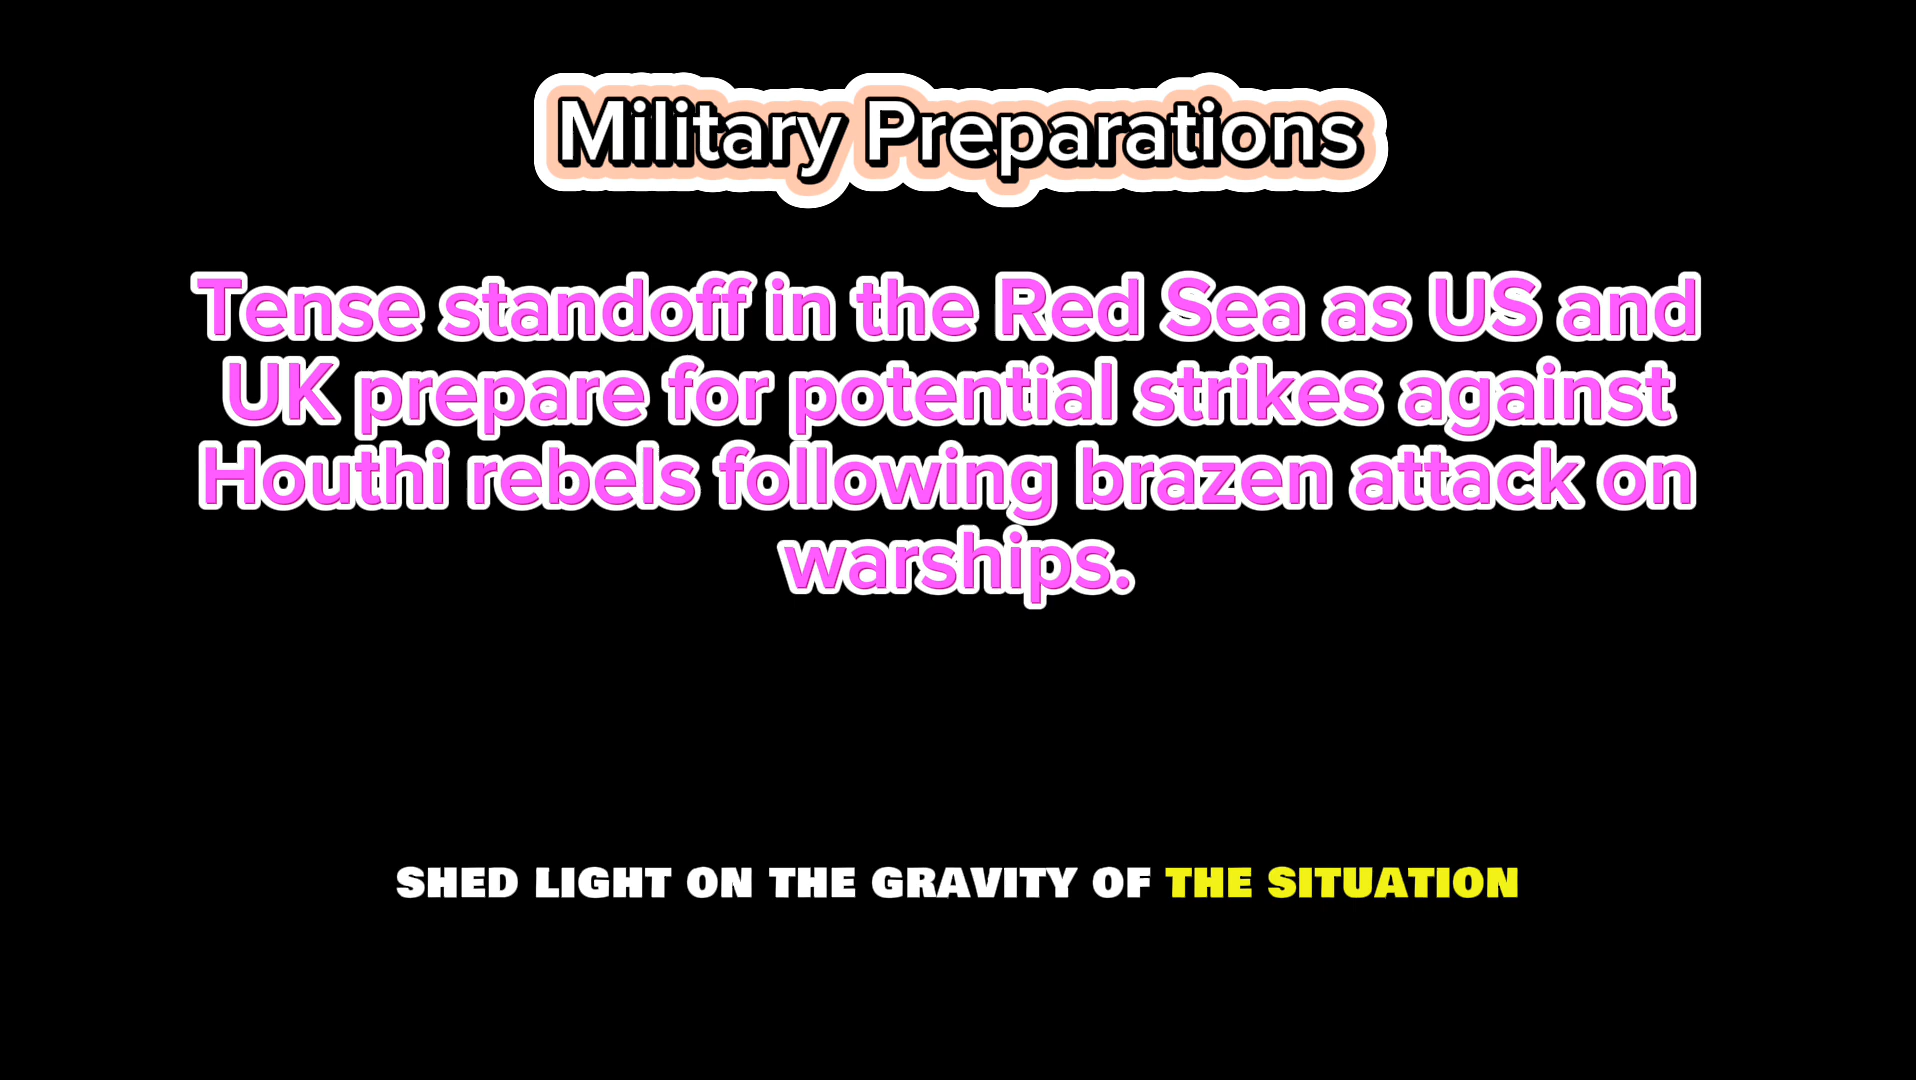 Military Preparations
Tense standoff in the Red Sea as US and
UK prepare for potential strikes against
Houthi rebels following brazen attack on
warships.
SHED LIGHT ON THE GRAVITY OF THE SITUATION